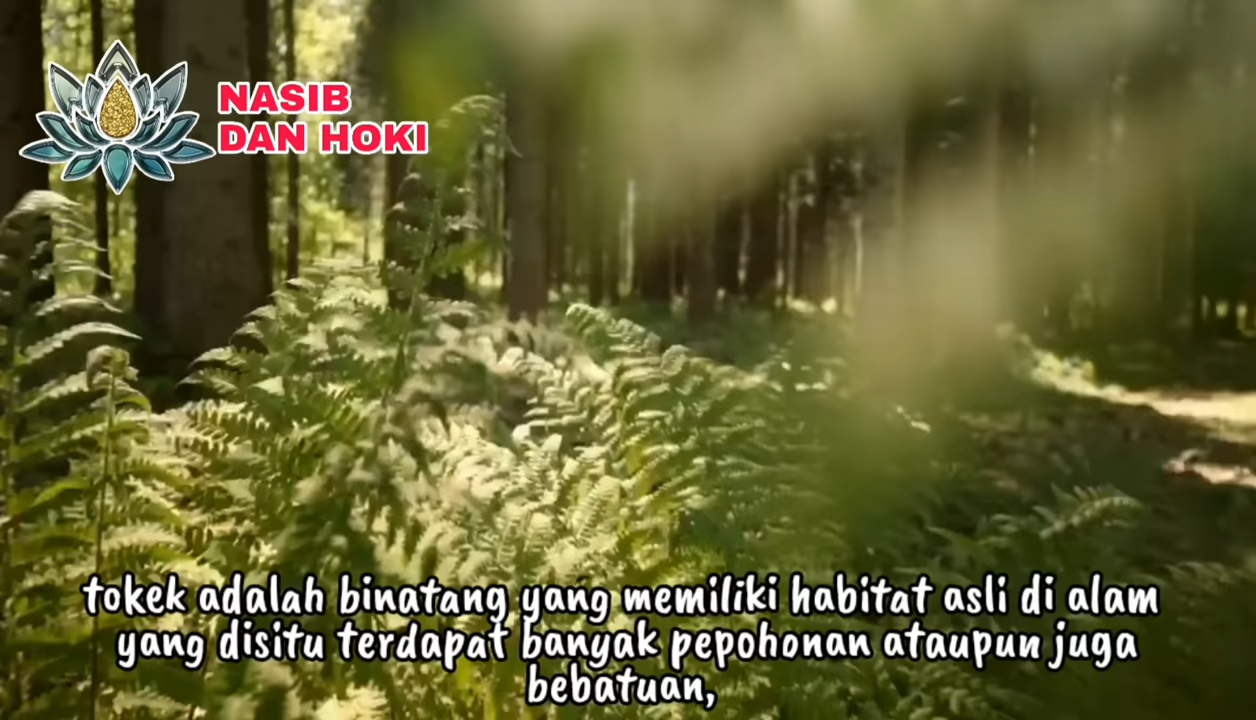 NASIB
DAN HOKI
tokek adalah binatang yang memiliki habitat asli di alam
yang disitu terdapat banyak pepohonan ataupun juga
bebatuan,